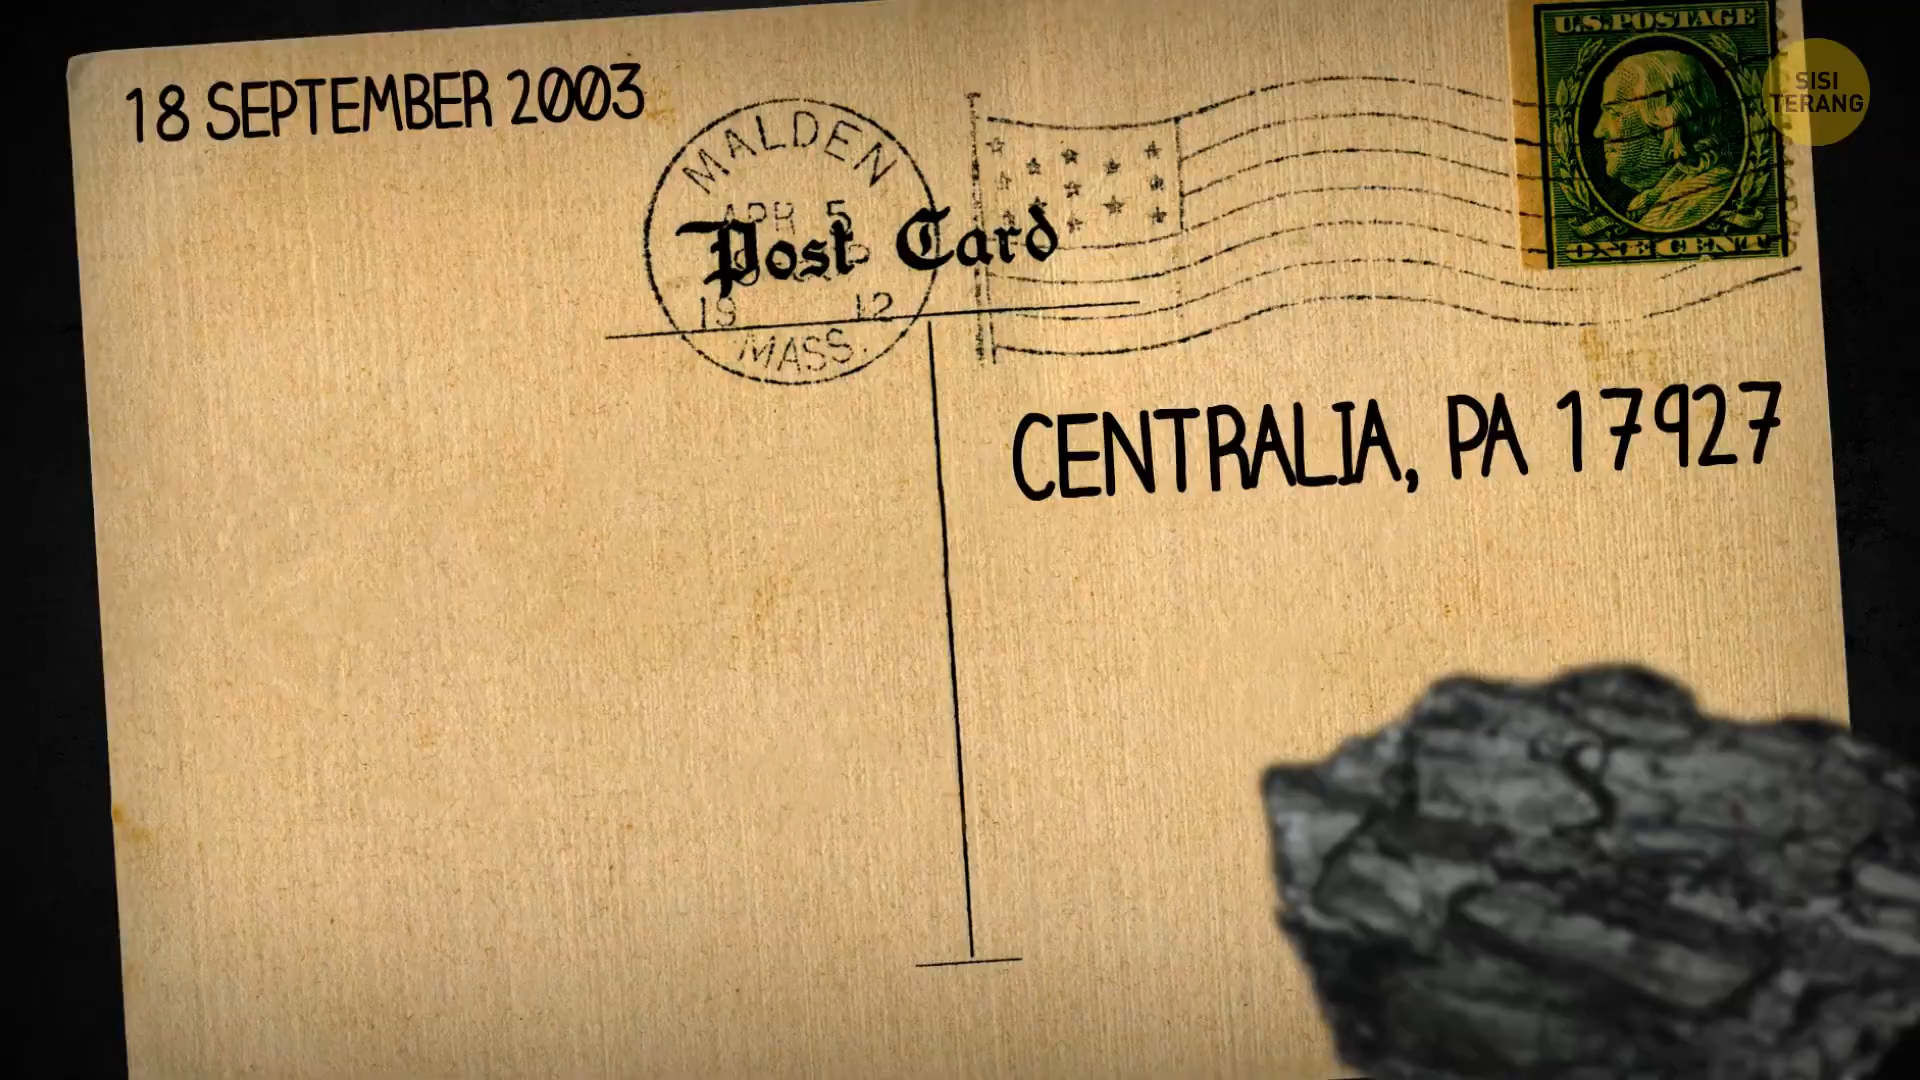 18 SEPTEMBER 2003
U.S. POSTAGE
SISI
TERANG
MALDEN
APR 5
Post Card
19 12
MASS.
ONE CENT
CENTRALIA, PA 17927